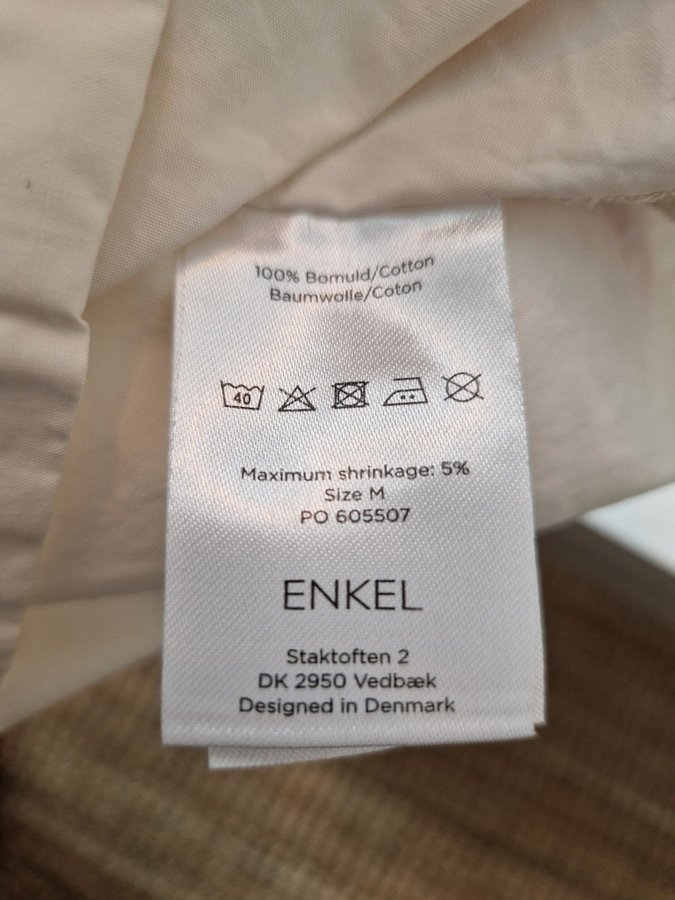 100% Bomuld/Cotton
Baumwolle/Coton
40
Maximum shrinkage: 5%
Size M
PO 605507
ENKEL
Staktoften 2
DK 2950 Vedbæk
Designed in Denmark